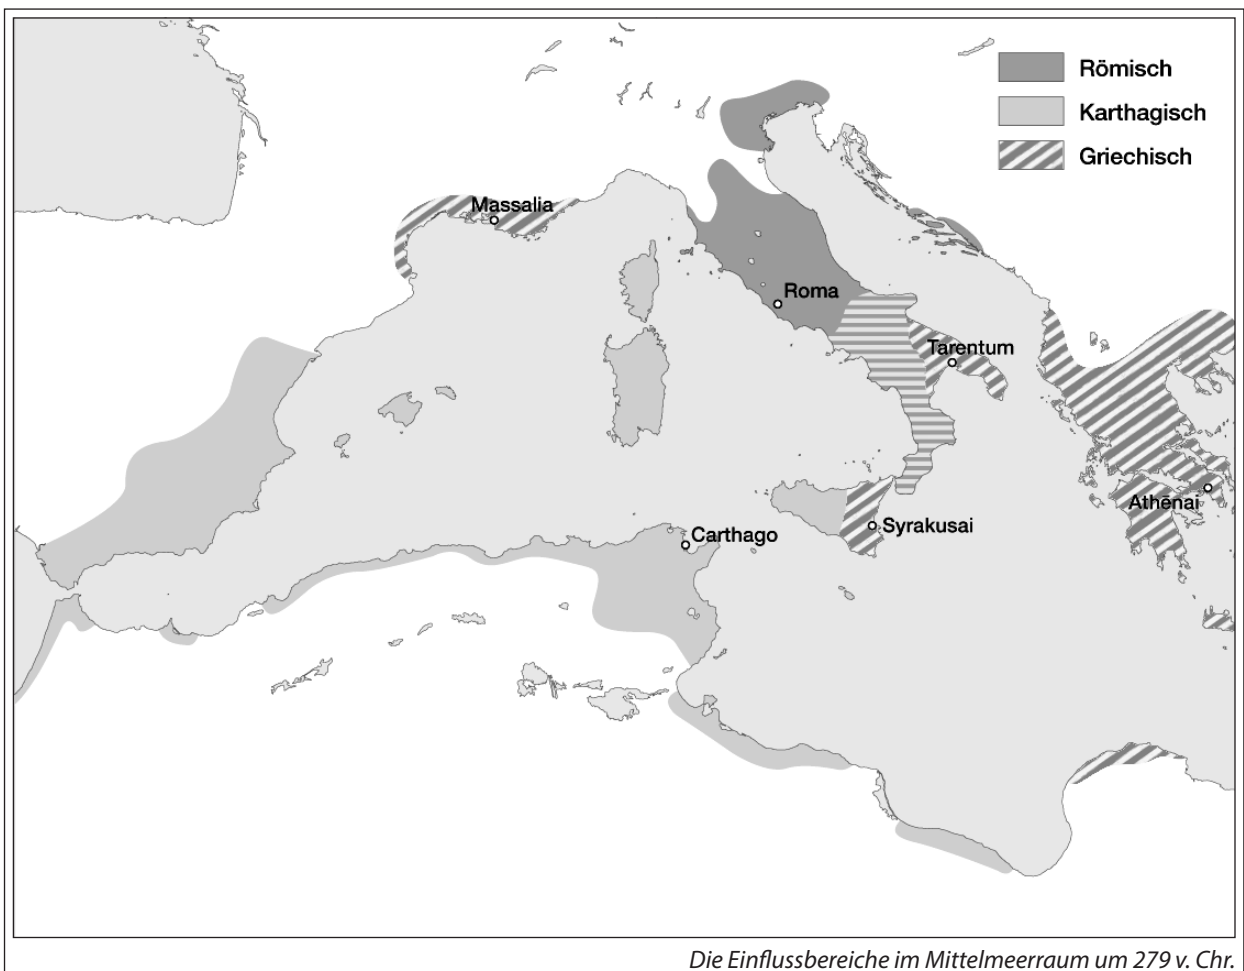 Römisch
Karthagisch
Griechisch
Massalia
Roma
Tarentum
Athēnai
Syrakusai
Carthago
Die Einflussbereiche im Mittelmeerraum um 279 v. Chr.